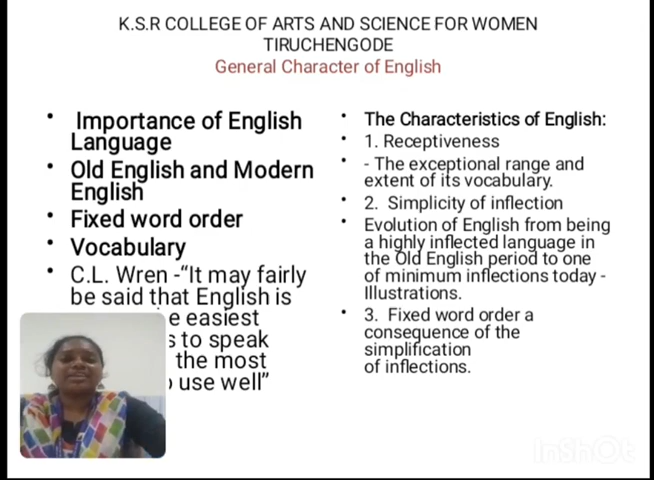 K.S.R COLLEGE OF ARTS AND SCIENCE FOR WOMEN
TIRUCHENGODE
General Character of English
• Importance of English
Language
• Old English and Modern
English
• Fixed word order
• Vocabulary
• C.L. Wren -“It may fairly
be said that English is
easiest
to speak
the most
use well”
• The Characteristics of English:
• 1. Receptiveness
• - The exceptional range and
extent of its vocabulary.
• 2. Simplicity of inflection
• Evolution of English from being
a highly inflected language in
the Old English period to one
of minimum inflections today -
Illustrations.
• 3. Fixed word order a
consequence of the
simplification
of inflections.
InShOt